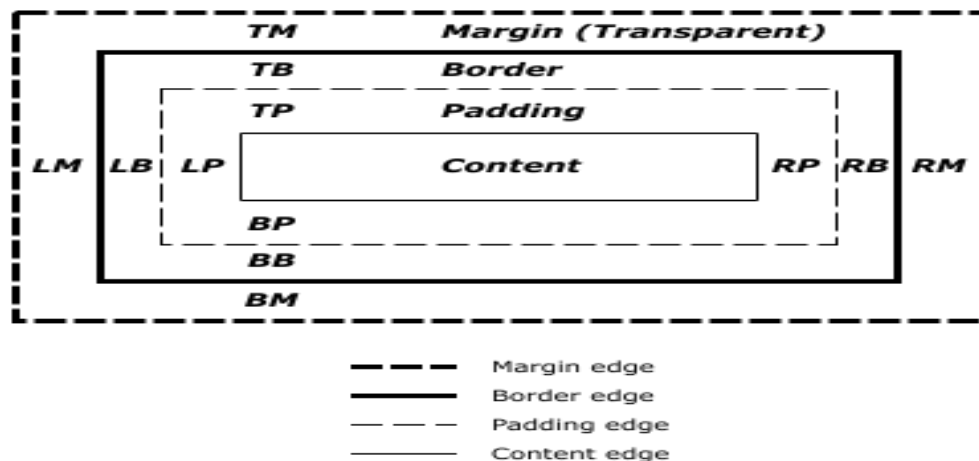 TM Margin (Transparent)
TB Border
TP Padding
LM LB LP Content RP RB RM
BP
BB
BM
Margin edge
Border edge
Padding edge
Content edge